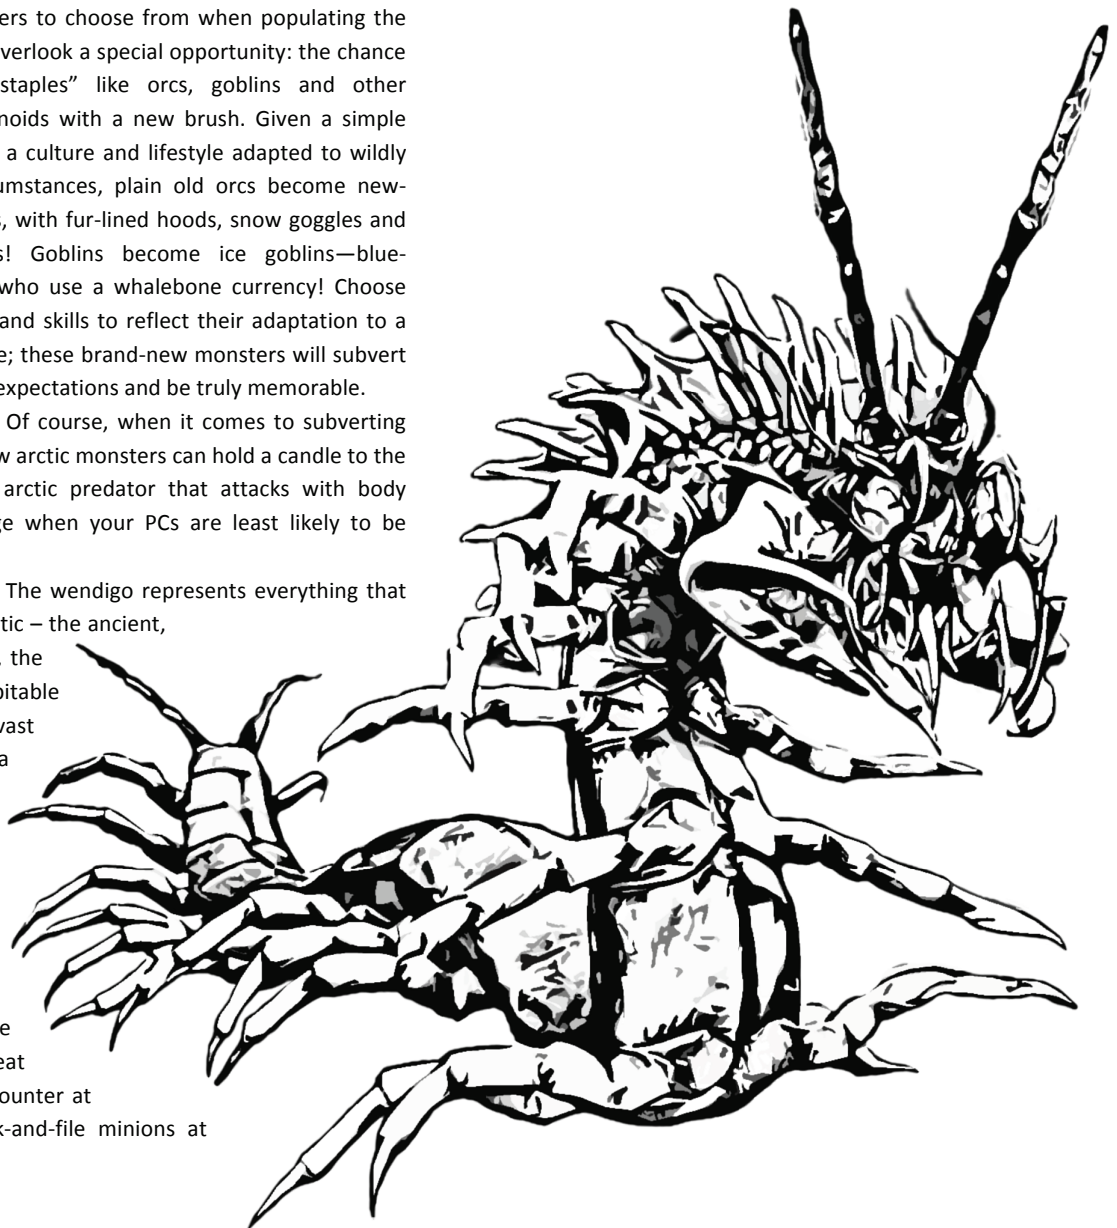 ers to choose from when populating the
verlook a special opportunity: the chance
staples” like orcs, goblins and other
noids with a new brush. Given a simple
a culture and lifestyle adapted to wildly
umstances, plain old orcs become new-
s, with fur-lined hoods, snow goggles and
s! Goblins become ice goblins—blue-
who use a whalebone currency! Choose
and skills to reflect their adaptation to a
e; these brand-new monsters will subvert
expectations and be truly memorable.
Of course, when it comes to subverting
w arctic monsters can hold a candle to the
arctic predator that attacks with body
ge when your PCs are least likely to be
The wendigo represents everything that
tic – the ancient,
, the
pitable
vast
a
e
eat
ounter at
k-and-file minions at